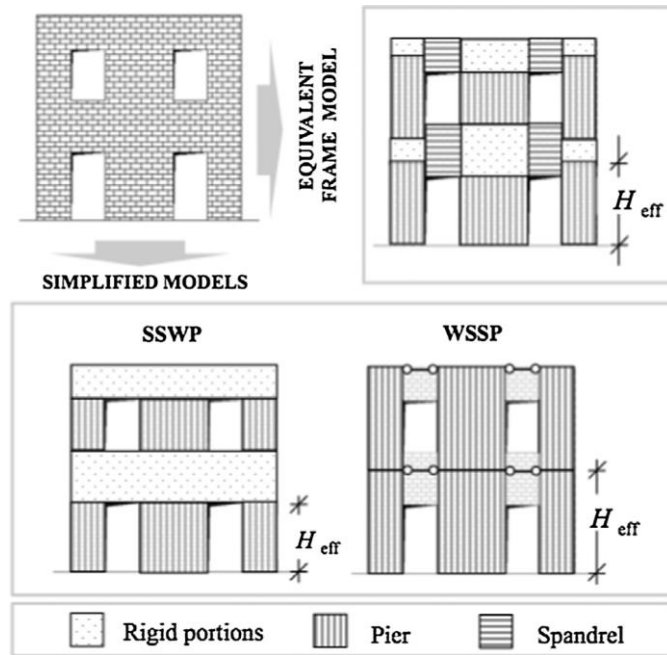 EQUIVALENT
FRAME MODEL
H eff
SIMPLIFIED MODELS
SSWP
WSSP
H eff
H eff
Rigid portions
Pier
Spandrel